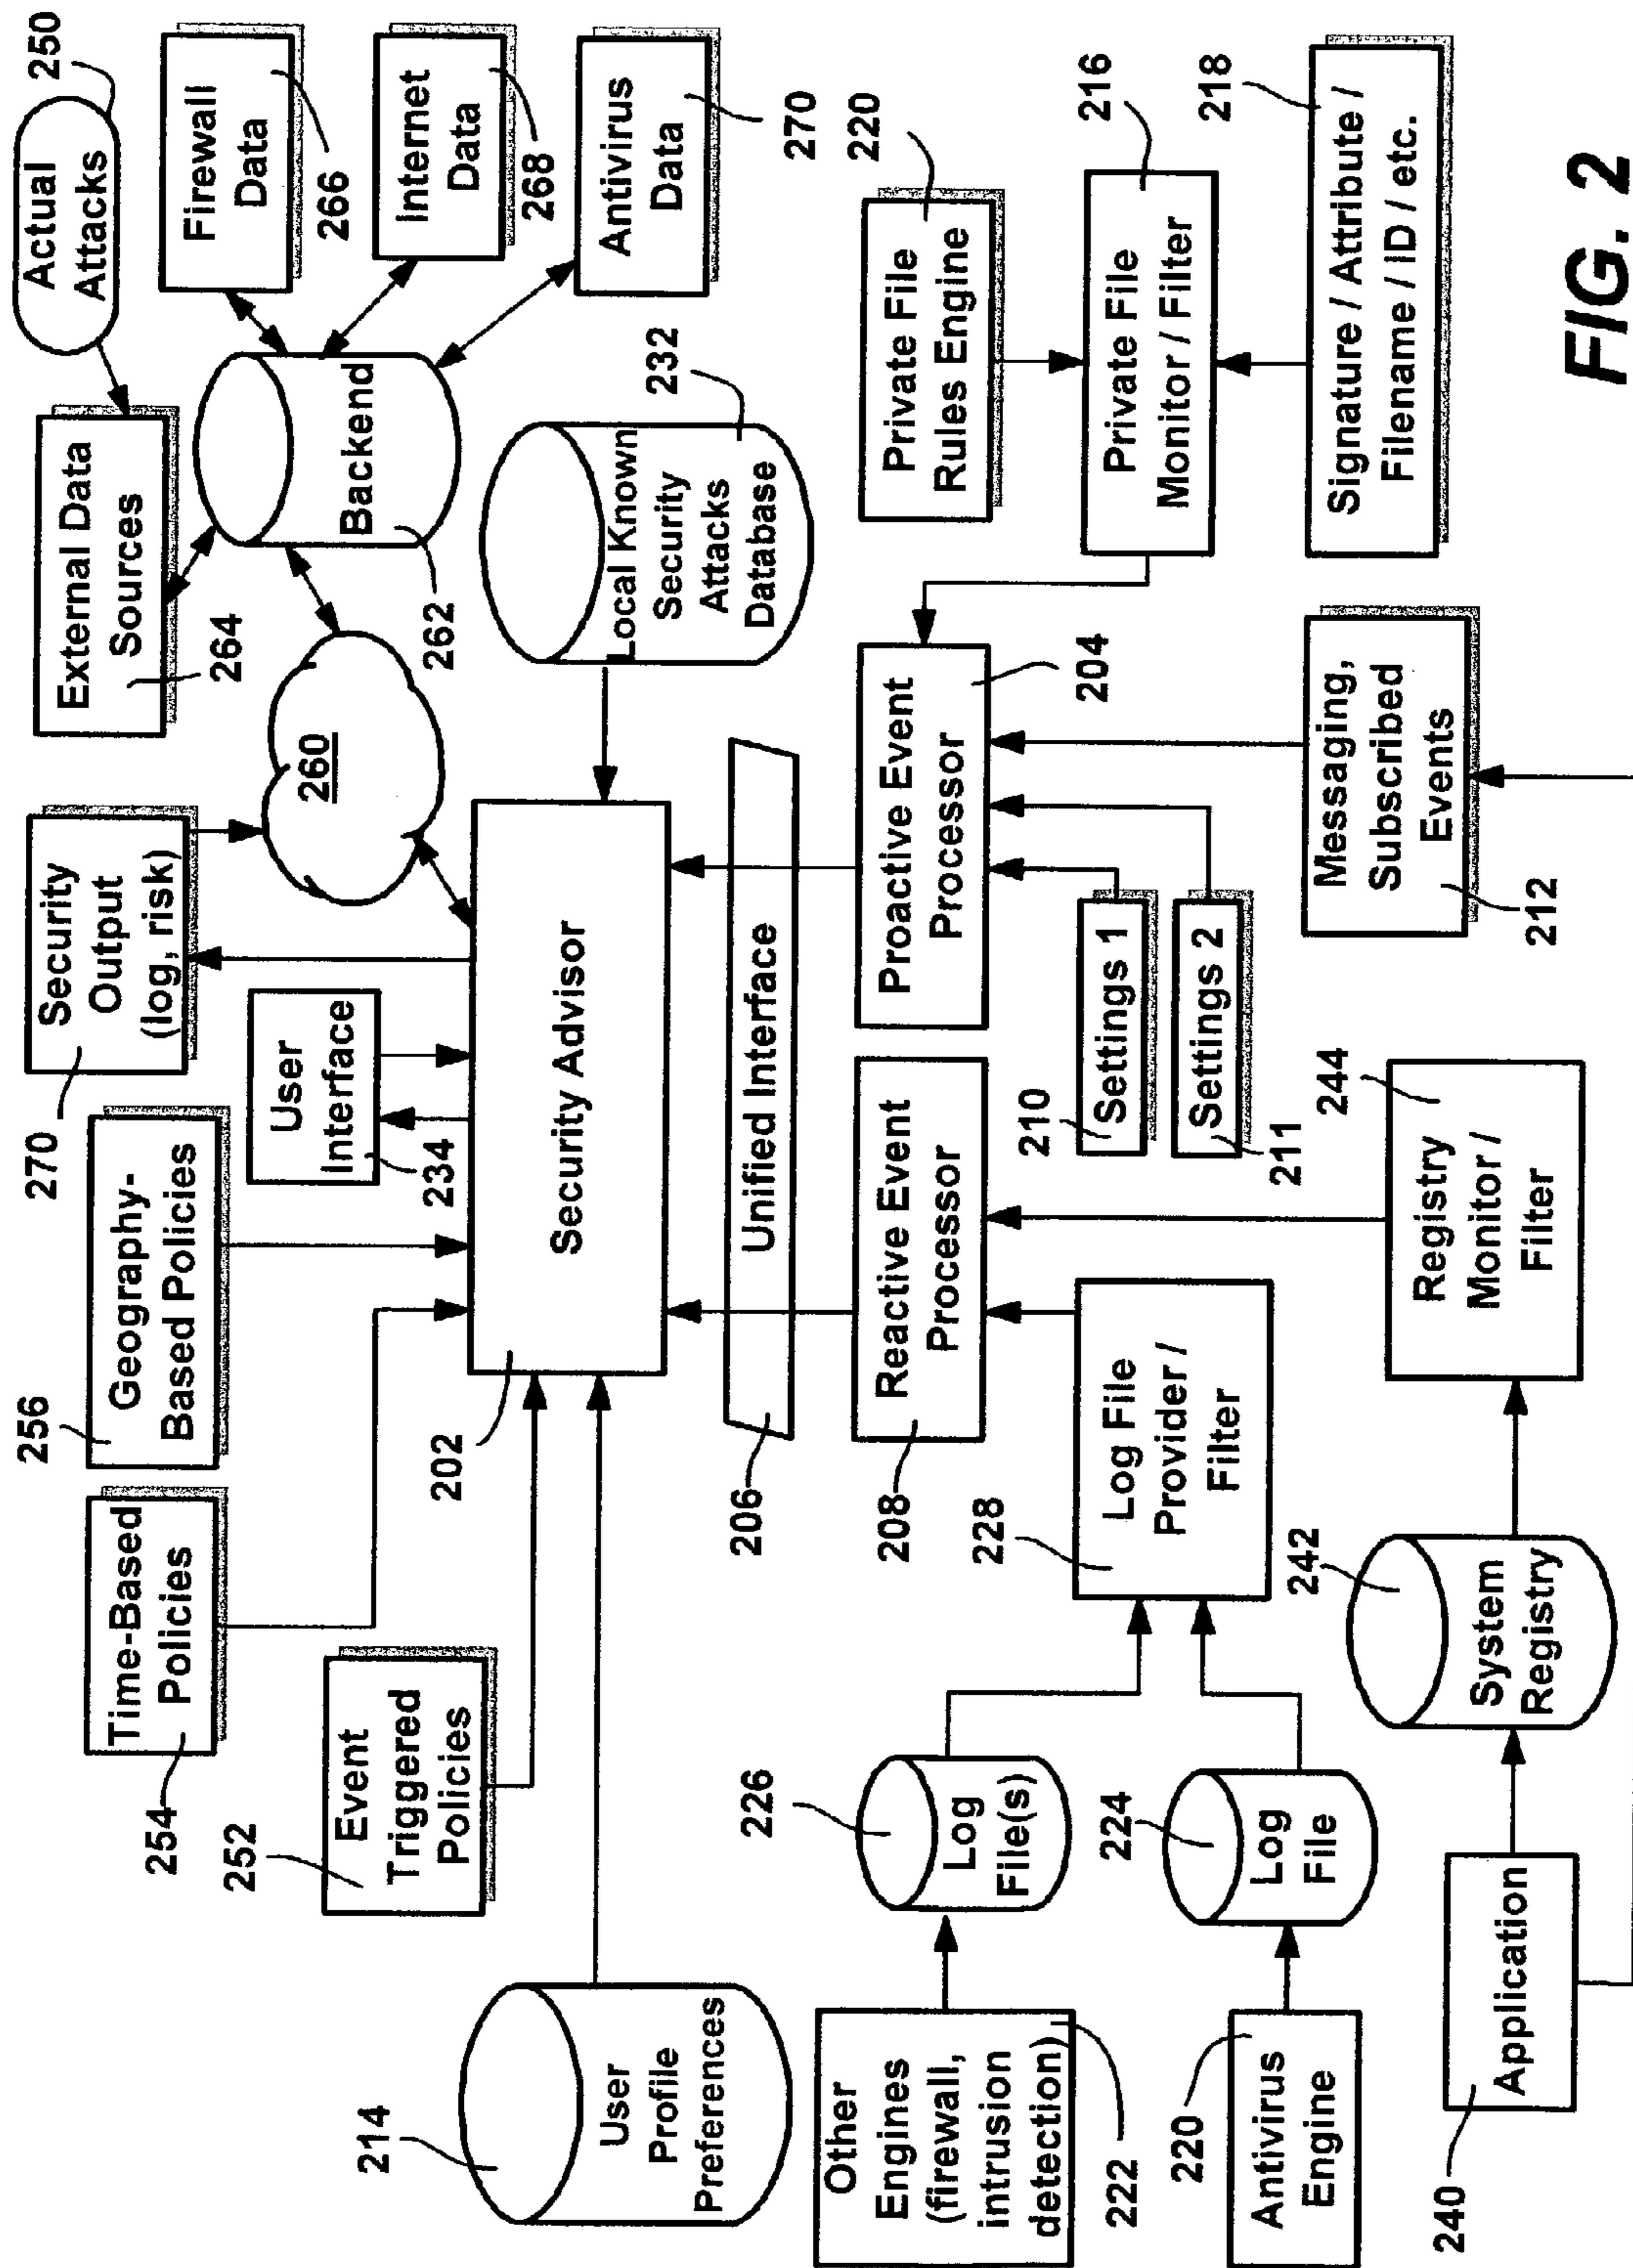 254
Time-Based
Policies
256
Geography-
Based Policies
270
Security
Output
(log, risk)
264
External Data
Sources
Actual
Attacks
250
252
Event
Triggered
Policies
User
Interface
234
260
Backend
262
Firewall
Data
266
Internet
Data
268
Antivirus
Data
270
214
User
Profile
Preferences
202
Security Advisor
Local Known
Security
Attacks
Database
232
206
Unified Interface
208
Reactive Event
Processor
Proactive Event
Processor
204
Private File
Rules Engine
220
Other
Engines
(firewall,
intrusion
detection)
222
226
Log
File(s)
228
Log File
Provider /
Filter
210
Settings 1
Settings 2
211
Private File
Monitor / Filter
216
220
Antivirus
Engine
224
Log
File
240
Application
242
System
Registry
Registry
Monitor /
Filter
244
Messaging,
Subscribed
Events
212
Signature / Attribute /
Filename / ID / etc.
218
FIG. 2